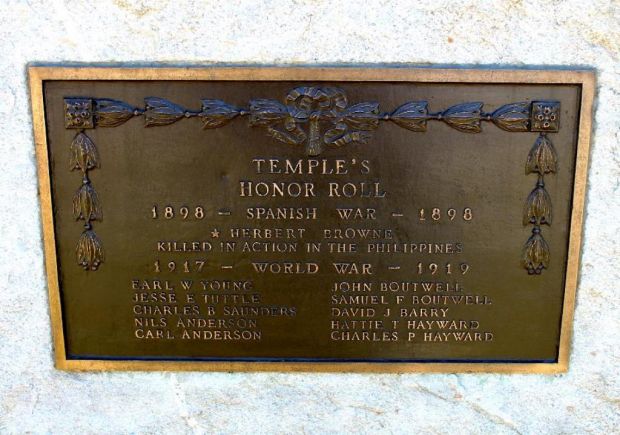 TEMPLE'S
HONOR ROLL
1898 – SPANISH WAR – 1898
★ HERBERT BROWNE
KILLED IN ACTION IN THE PHILIPPINES
1917 – WORLD WAR – 1919
EARL W YOUNG
JESSE E TUTTLE
CHARLES B SAUNDERS
NILS ANDERSON
CARL ANDERSON
JOHN BOUTWELL
SAMUEL F BOUTWELL
DAVID J BARRY
HATTIE T HAYWARD
CHARLES P HAYWARD